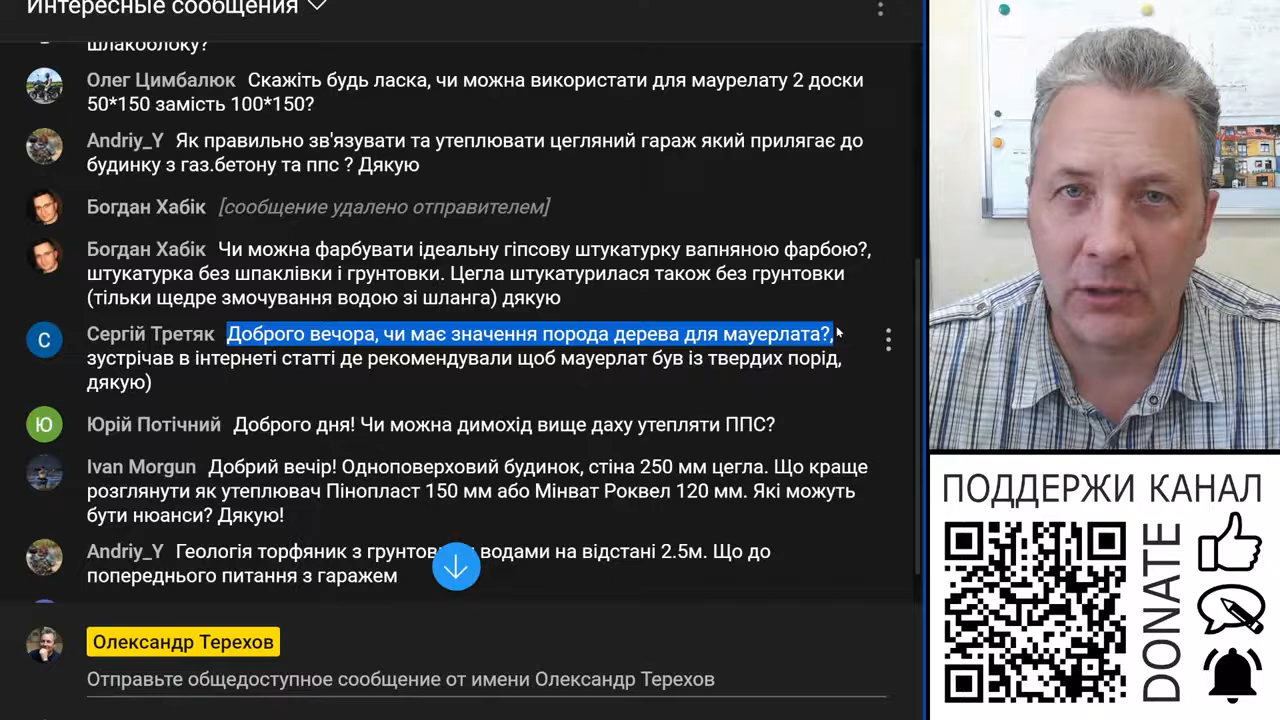 Интересные сообщения
шлакоблоку?
Олег Цимбалюк Скажіть будь ласка, чи можна використати для маурелату 2 доски
50*150 замість 100*150?
Andriy_Y Як правильно зв'язувати та утеплювати цегляний гараж який прилягає до
будинку з газ.бетону та ппс ? Дякую
Богдан Хабік [сообщение удалено отправителем]
Богдан Хабік Чи можна фарбувати ідеальну гіпсову штукатурку вапняною фарбою?,
штукатурка без шпаклівки і грунтовки. Цегла штукатурилася також без грунтовки
(тільки щедре змочування водою зі шланга) дякую
С
Сергій Третяк Доброго вечора, чи має значення порода дерева для мауерлата?,
зустрічав в інтернеті статті де рекомендували щоб мауерлат був із твердих порід,
дякую)
Ю
Юрій Потічний Доброго дня! Чи можна димохід вище даху утепляти ППС?
Ivan Morgun Добрий вечір! Одноповерховий будинок, стіна 250 мм цегла. Що краще
розглянути як утеплювач Пінопласт 150 мм або Мінват Роквел 120 мм. Які можуть
бути нюанси? Дякую!
Andriy_Y Геологія торфяник з грунтов водами на відстані 2.5м. Що до
попереднього питання з гаражем
Олександр Терехов
Отправьте общедоступное сообщение от имени Олександр Терехов
ПОДДЕРЖИ КАНАЛ
DONATE